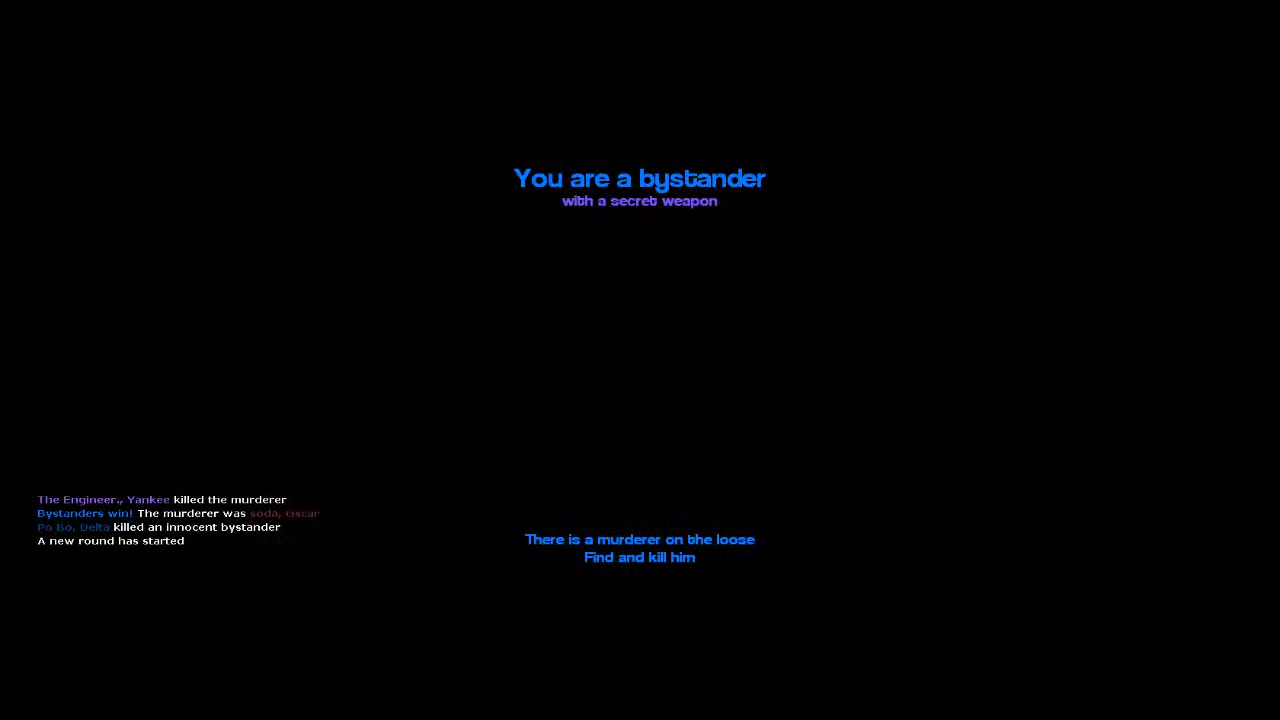 You are a bystander
with a secret weapon
The Engineer., Yankee killed the murderer
Bystanders win! The murderer was soda, Oscar
Po Bo, Delta killed an innocent bystander
A new round has started
There is a murderer on the loose
Find and kill him